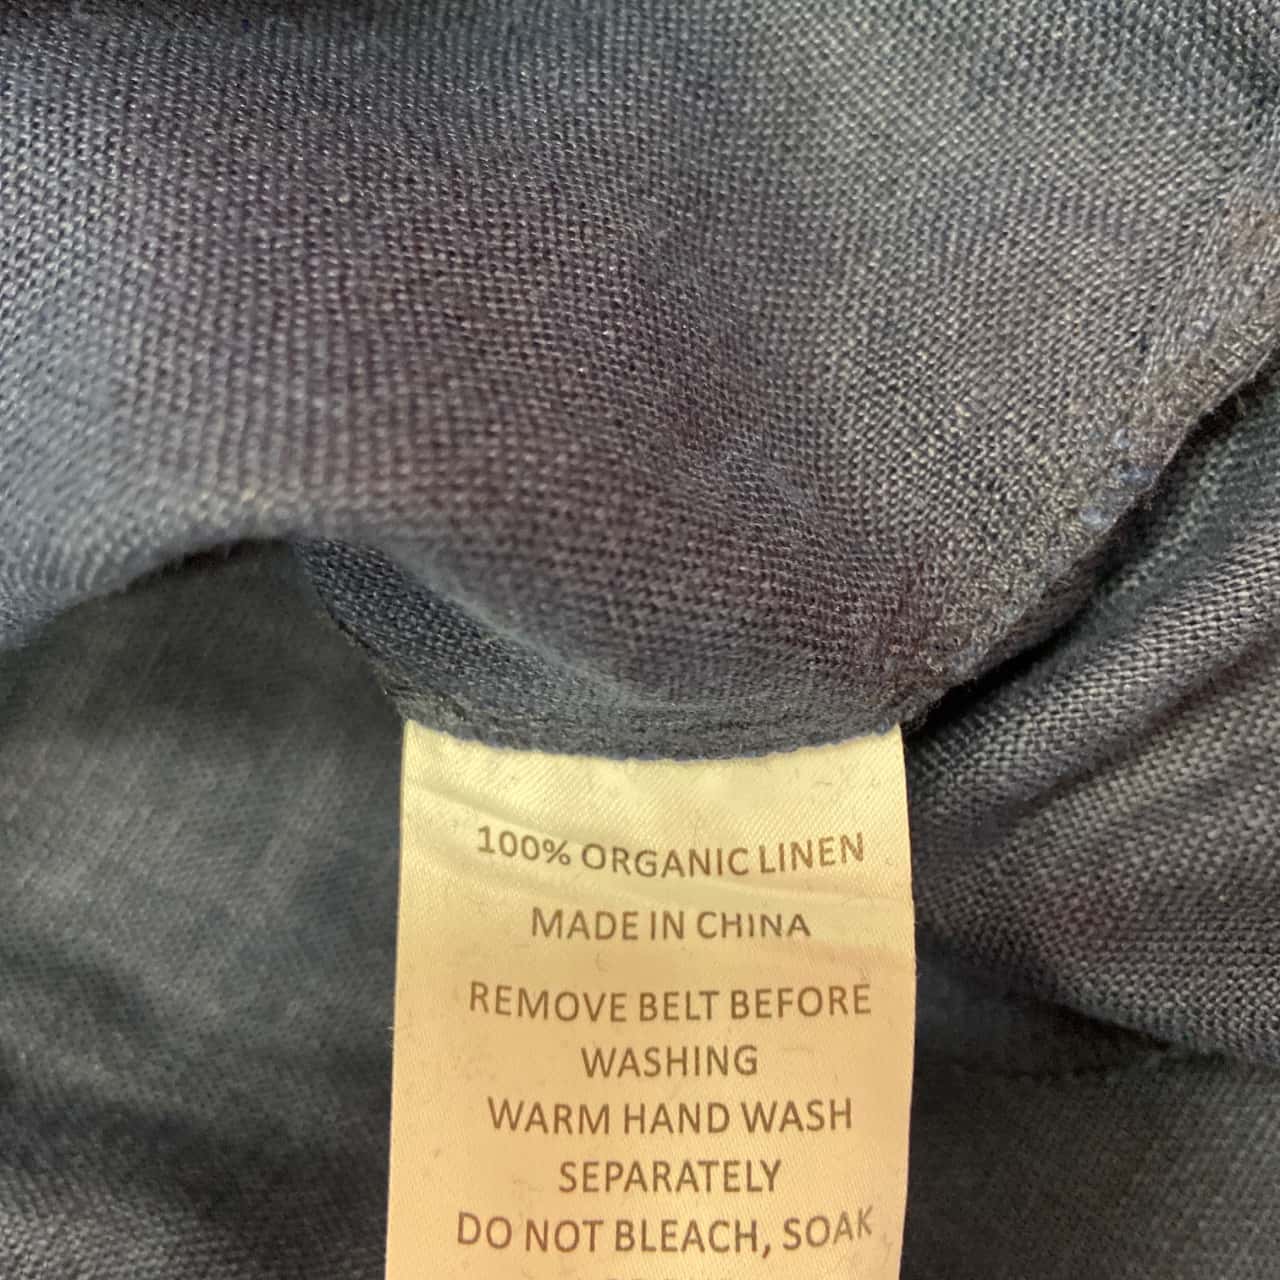 100% ORGANIC LINEN
MADE IN CHINA
REMOVE BELT BEFORE
WASHING
WARM HAND WASH
SEPARATELY
DO NOT BLEACH, SOAK